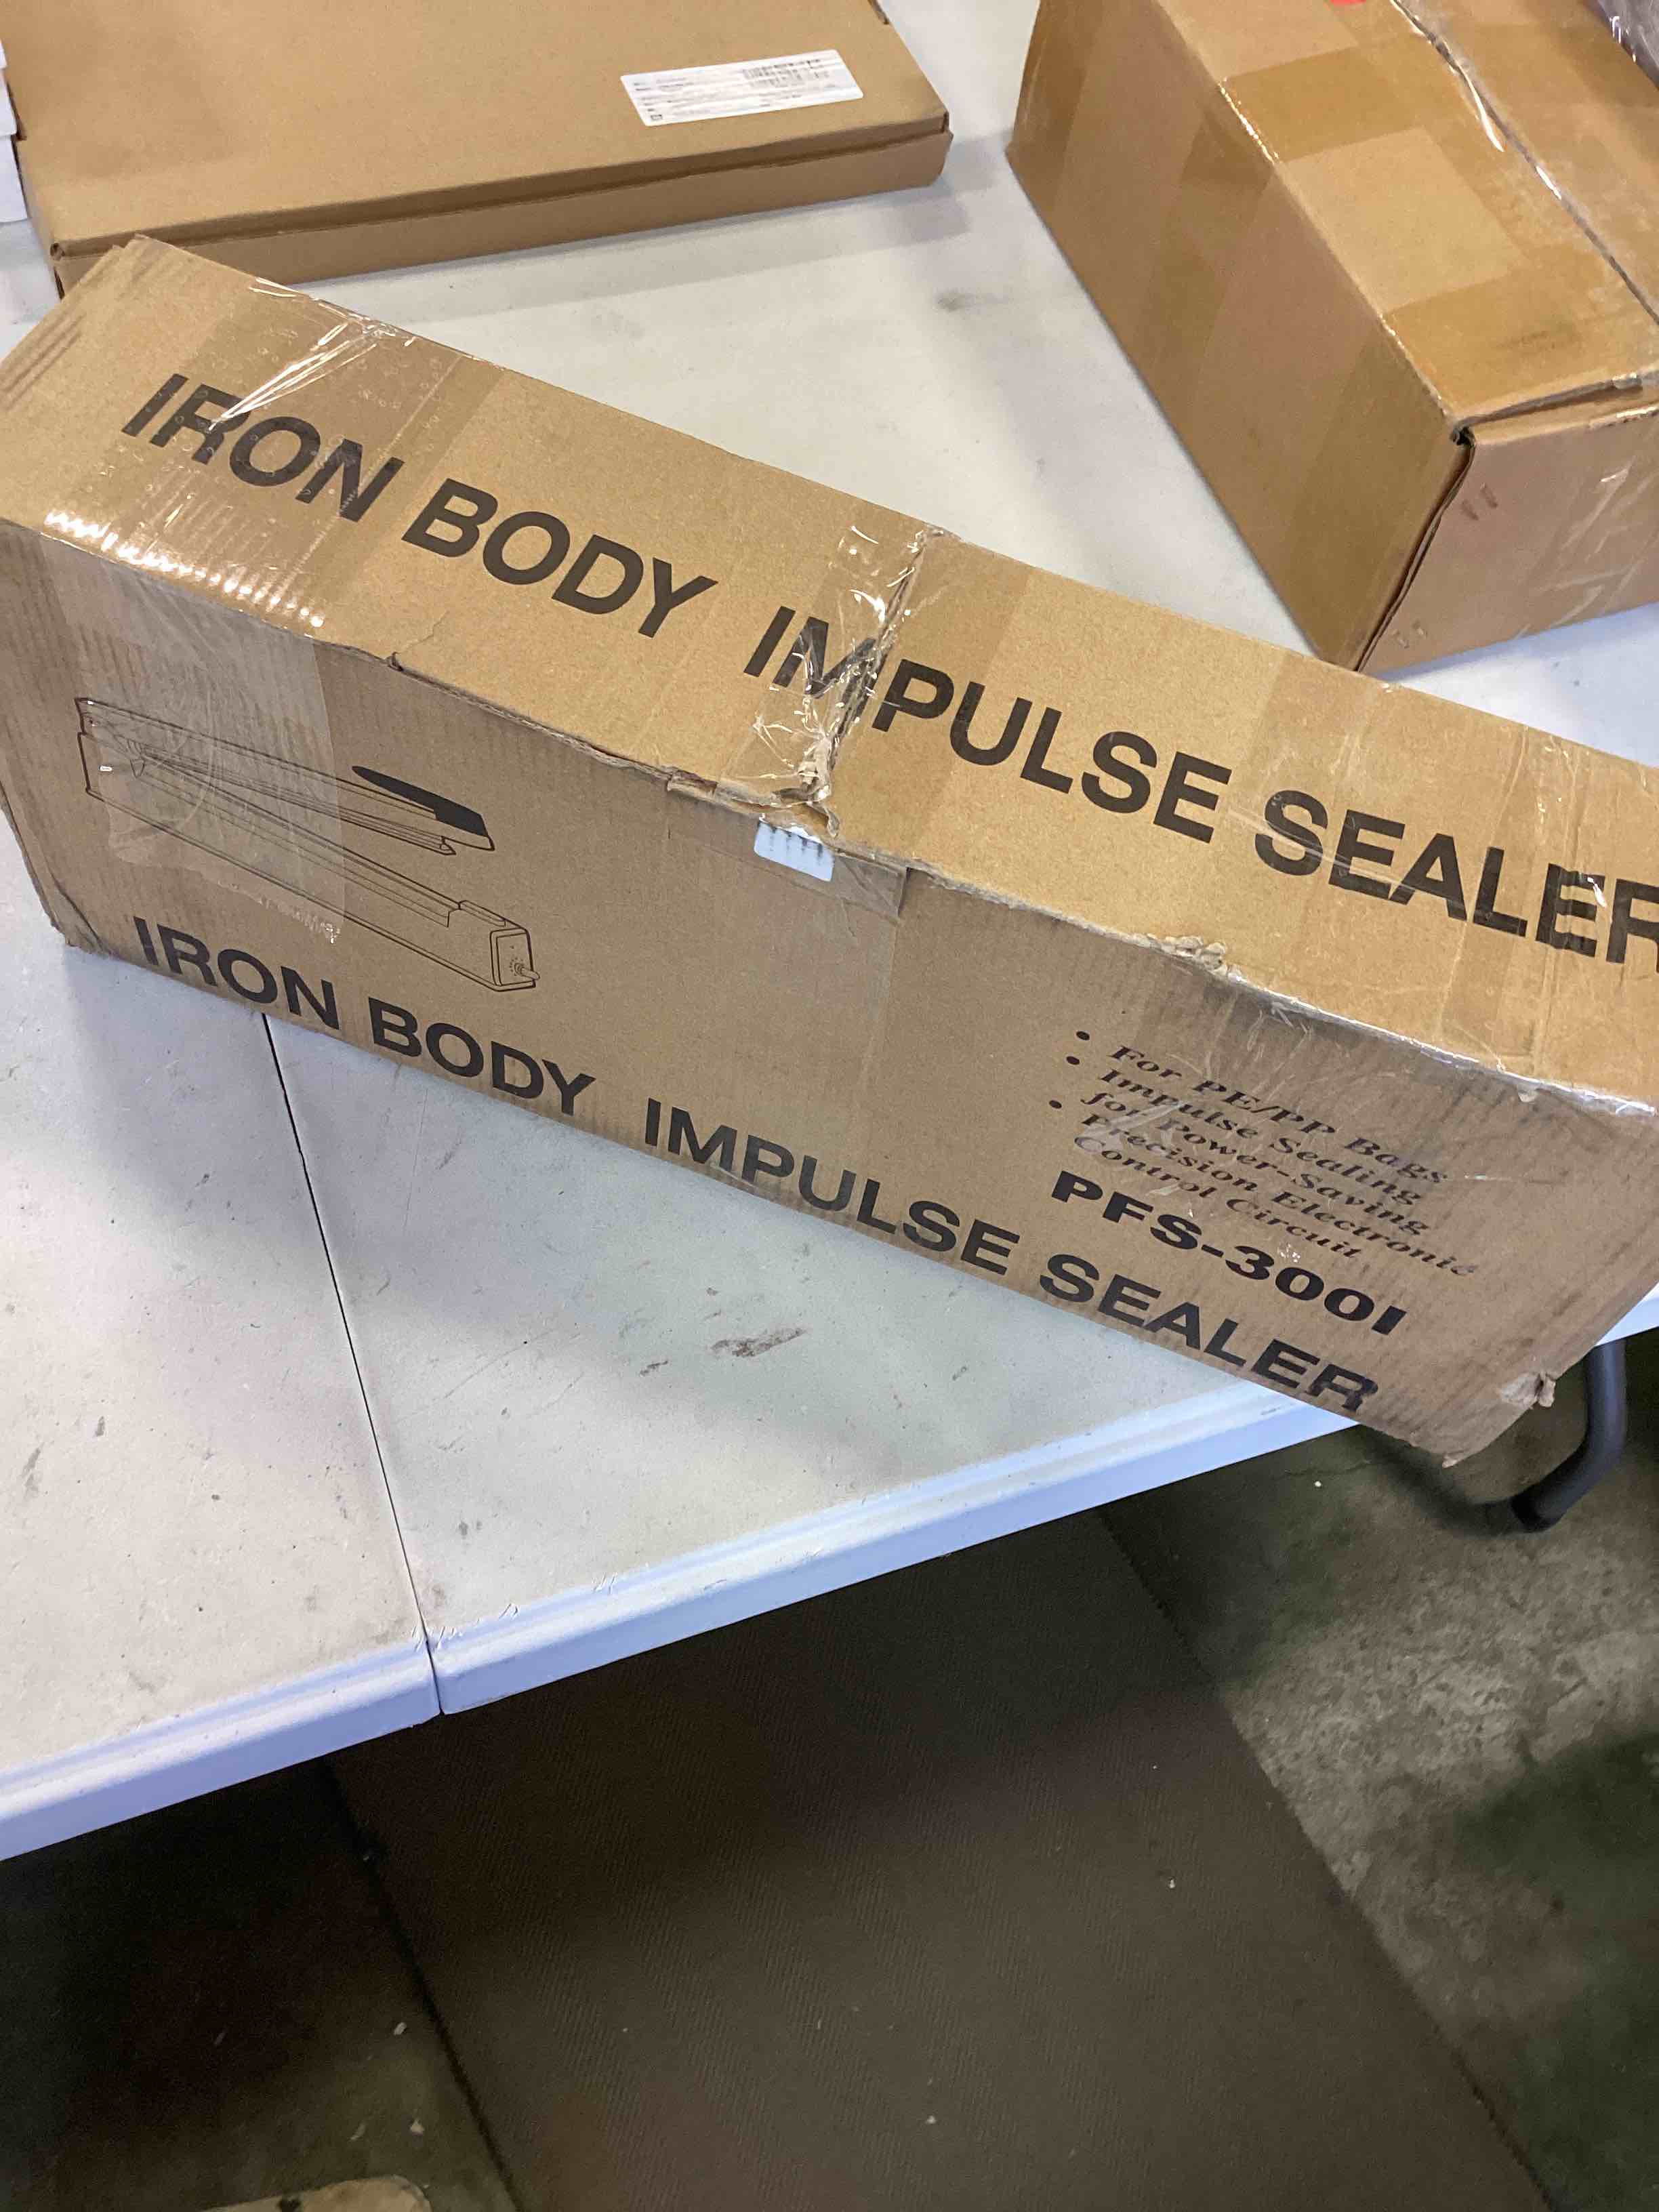 IRON BODY IMPULSE SEALER
IRON BODY IMPULSE SEALER
• For PE/PP Bags
• Impulse Sealing
for Power-Saving
• Precision Electronic
Control Circuit
PFS-300I